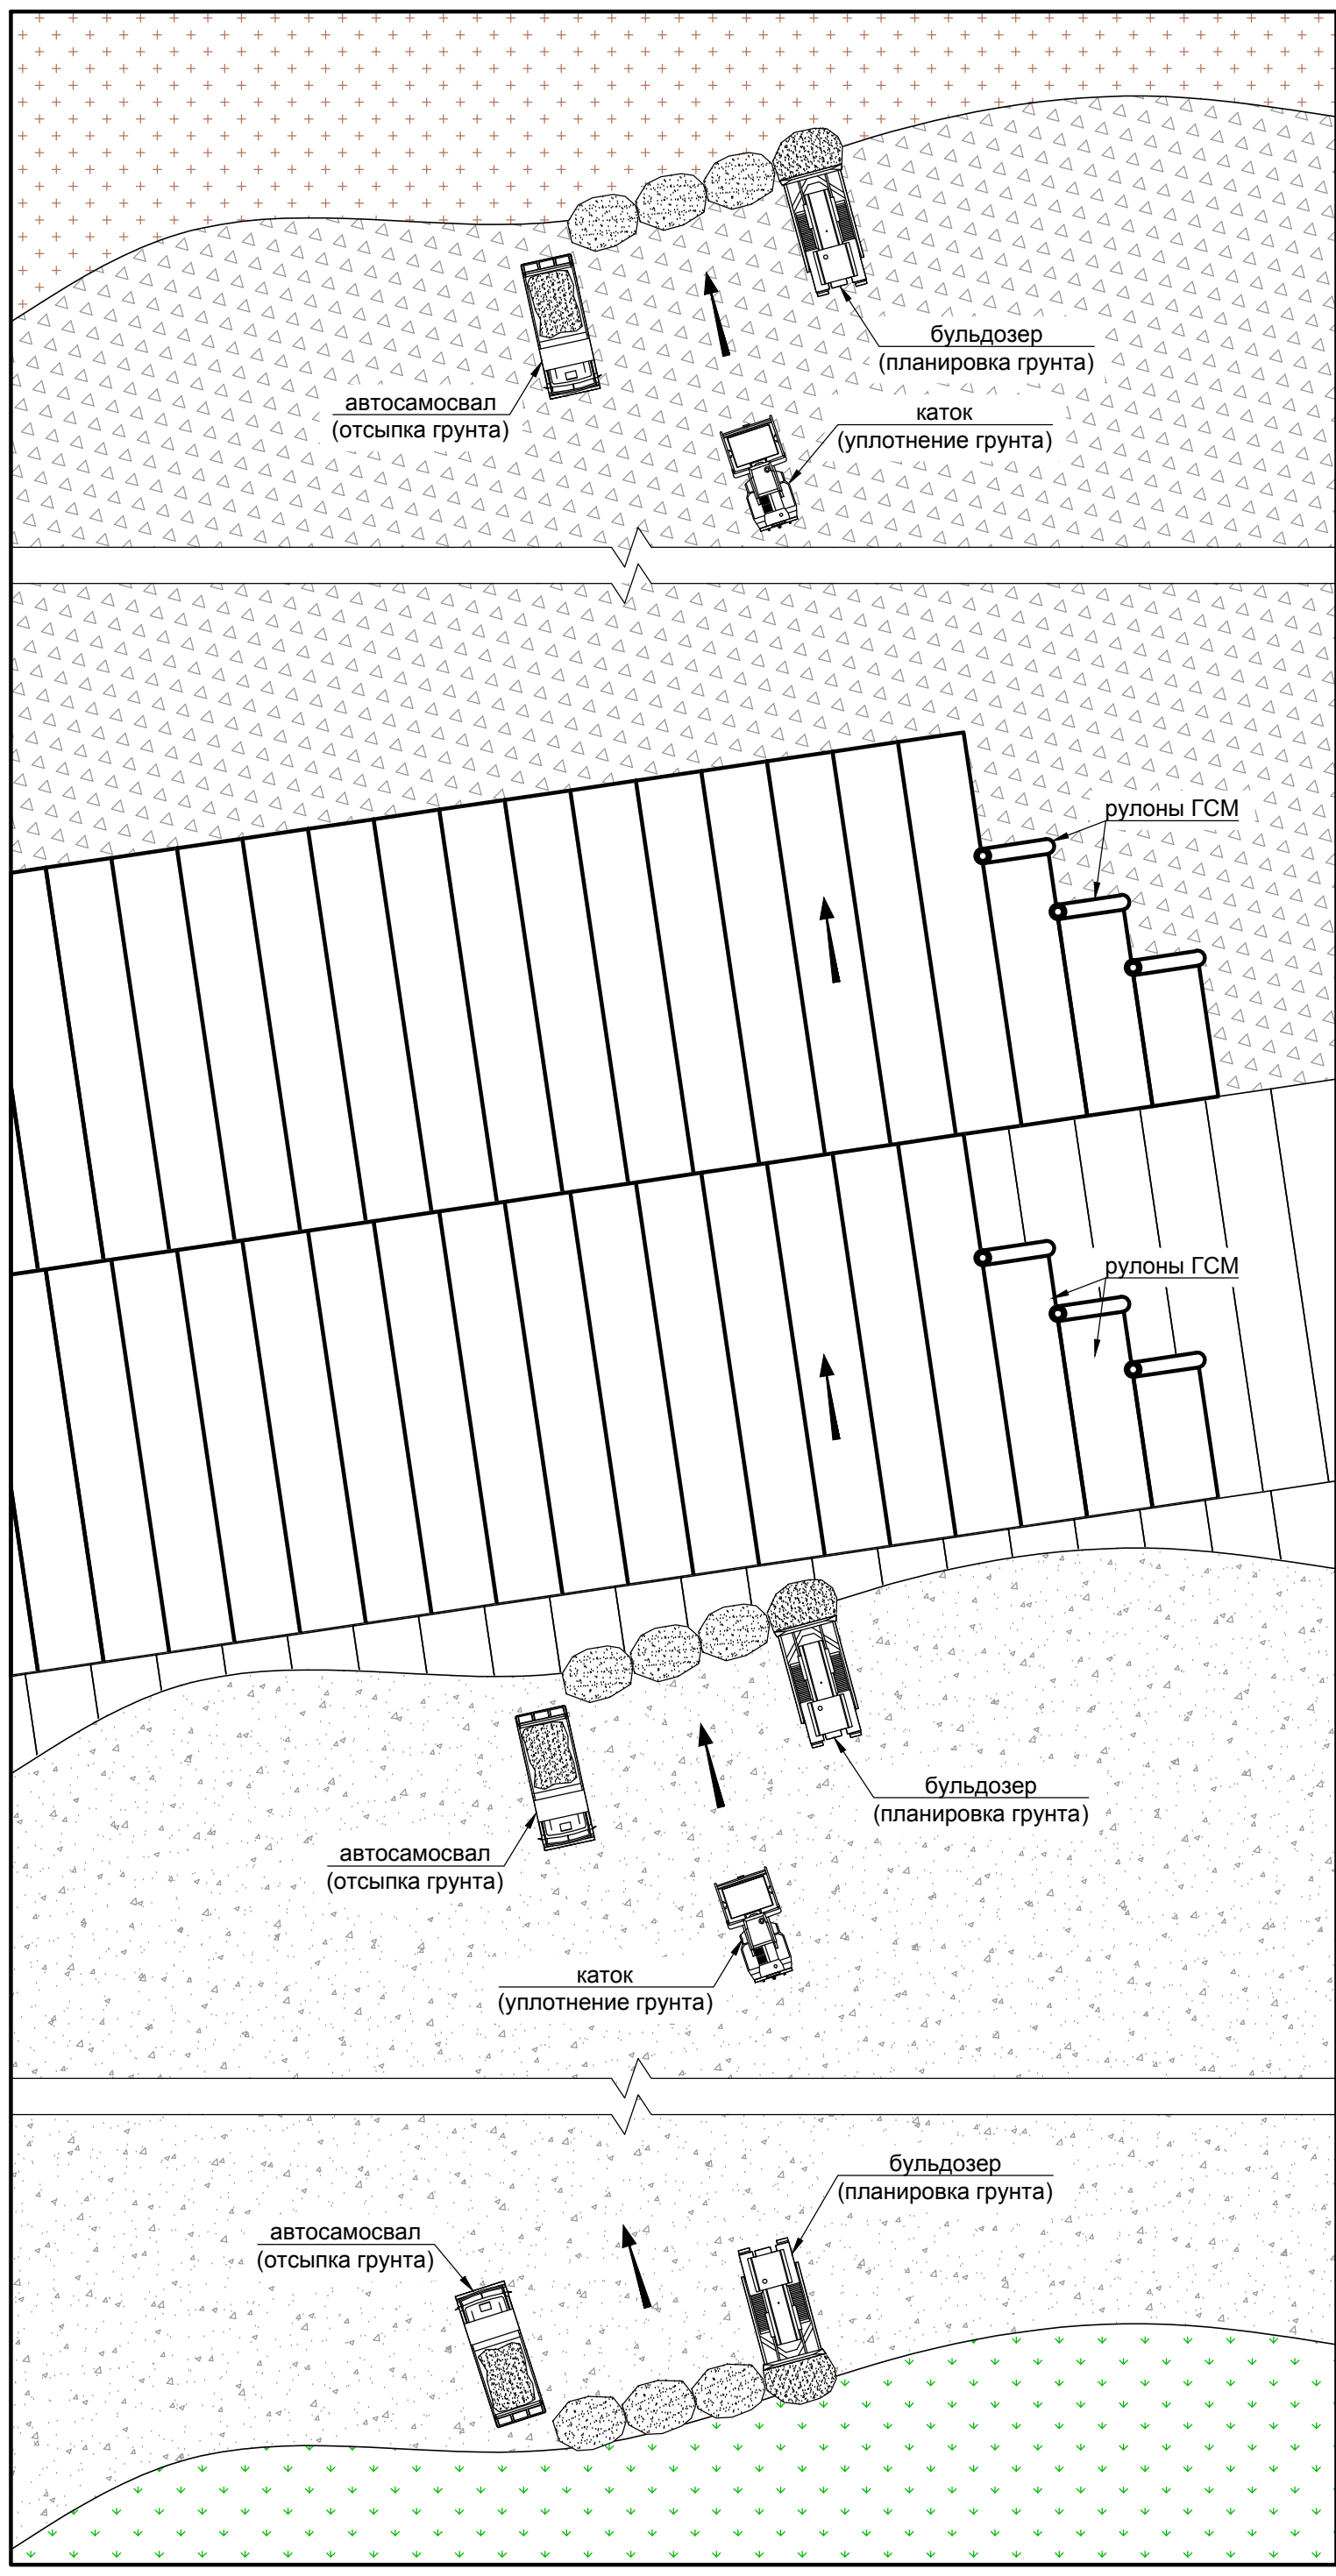 бульдозер
(планировка грунта)
автосамосвал
(отсыпка грунта)
каток
(уплотнение грунта)
рулоны ГСМ
рулоны ГСМ
бульдозер
(планировка грунта)
автосамосвал
(отсыпка грунта)
каток
(уплотнение грунта)
бульдозер
(планировка грунта)
автосамосвал
(отсыпка грунта)